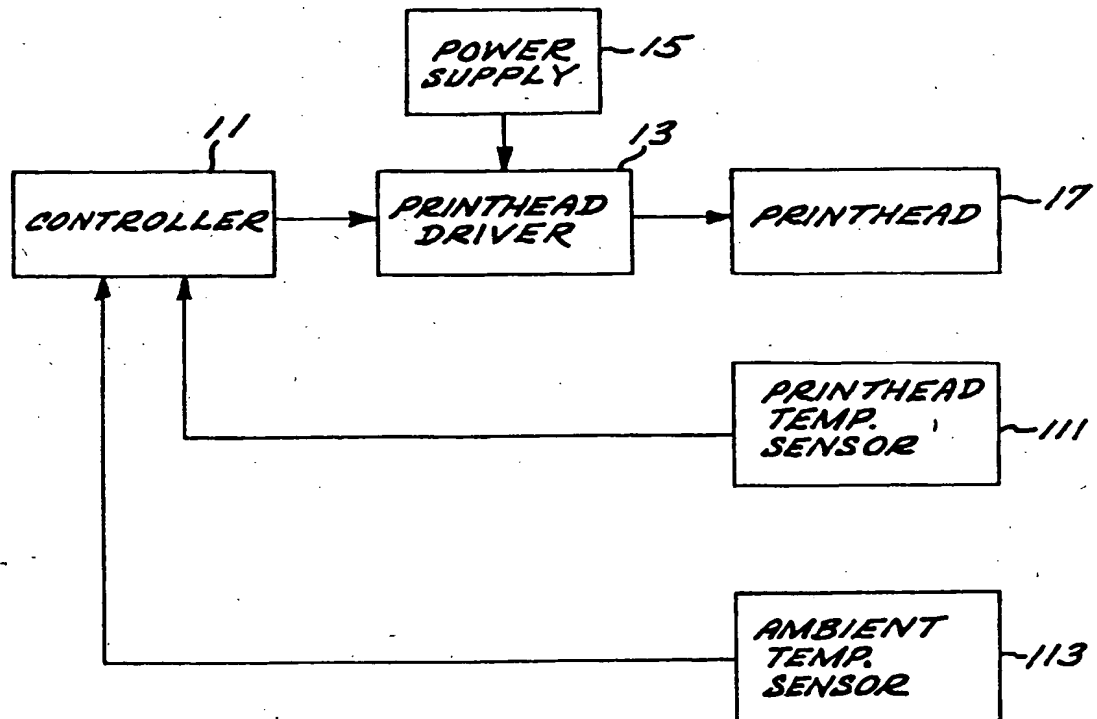 POWER
SUPPLY
15
11
13
CONTROLLER
PRINTHEAD
DRIVER
PRINTHEAD
17
PRINTHEAD
TEMP.
SENSOR
111
AMBIENT
TEMP.
SENSOR
113